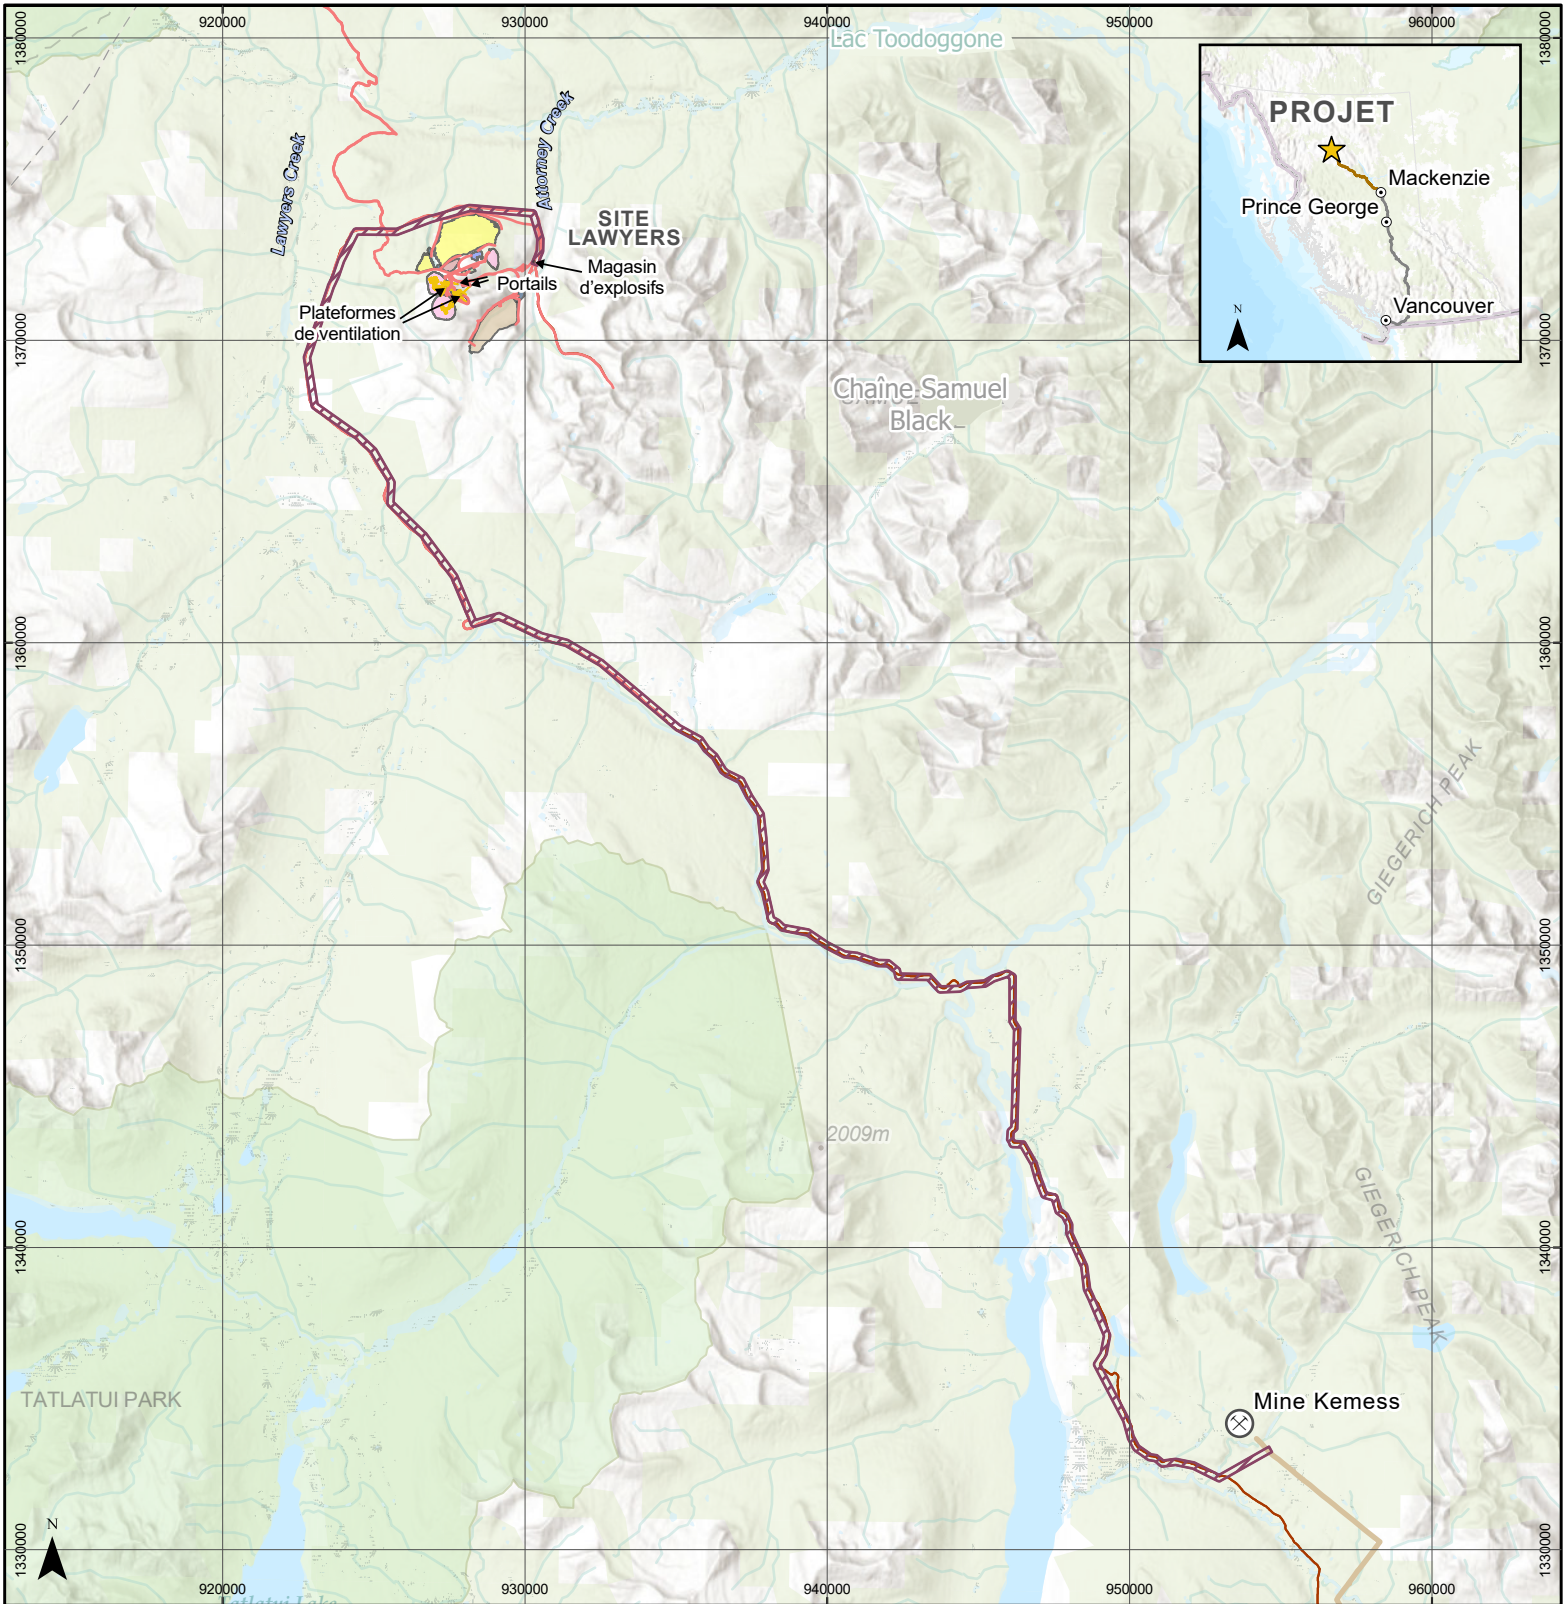 920000
930000
940000
950000
960000
1380000
1380000
Lac Toodoggone
PROJET
Mackenzie
Prince George
Vancouver
N
Lawyers Creek
Attorney Creek
SITE
LAWYERS
Magasin
d'explosifs
Portails
Plateformes
de ventilation
1370000
1370000
Chaîne Samuel
Black
1360000
1360000
GIEGERICH PEAK
1350000
1350000
2009m
GIEGERICH PEAK
1340000
1340000
TATLATUI PARK
Mine Kemess
N
1330000
1330000
920000
930000
940000
950000
960000
Tatlatui Lake